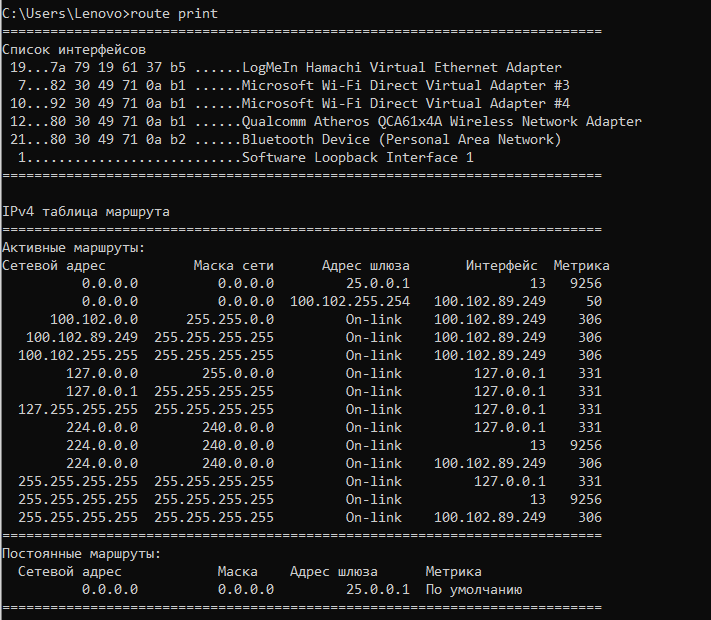 C:\Users\Lenovo>route print
===========================================================================
Список интерфейсов
 19...7a 79 19 61 37 b5 ......LogMeIn Hamachi Virtual Ethernet Adapter
  7...82 30 49 71 0a b1 ......Microsoft Wi-Fi Direct Virtual Adapter #3
 10...92 30 49 71 0a b1 ......Microsoft Wi-Fi Direct Virtual Adapter #4
 12...80 30 49 71 0a b1 ......Qualcomm Atheros QCA61x4A Wireless Network Adapter
 21...80 30 49 71 0a b2 ......Bluetooth Device (Personal Area Network)
  1...........................Software Loopback Interface 1
===========================================================================
IPv4 таблица маршрута
===========================================================================
Активные маршруты:
Сетевой адрес           Маска сети      Адрес шлюза       Интерфейс  Метрика
          0.0.0.0          0.0.0.0         25.0.0.1               13   9256
          0.0.0.0          0.0.0.0  100.102.255.254   100.102.89.249     50
      100.102.0.0      255.255.0.0         On-link    100.102.89.249    306
   100.102.89.249  255.255.255.255         On-link    100.102.89.249    306
  100.102.255.255  255.255.255.255         On-link    100.102.89.249    306
        127.0.0.0        255.0.0.0         On-link         127.0.0.1    331
        127.0.0.1  255.255.255.255         On-link         127.0.0.1    331
  127.255.255.255  255.255.255.255         On-link         127.0.0.1    331
        224.0.0.0        240.0.0.0         On-link         127.0.0.1    331
        224.0.0.0        240.0.0.0         On-link                13   9256
        224.0.0.0        240.0.0.0         On-link    100.102.89.249    306
  255.255.255.255  255.255.255.255         On-link         127.0.0.1    331
  255.255.255.255  255.255.255.255         On-link                13   9256
  255.255.255.255  255.255.255.255         On-link    100.102.89.249    306
===========================================================================
Постоянные маршруты:
  Сетевой адрес            Маска    Адрес шлюза      Метрика
          0.0.0.0          0.0.0.0         25.0.0.1  По умолчанию
===========================================================================